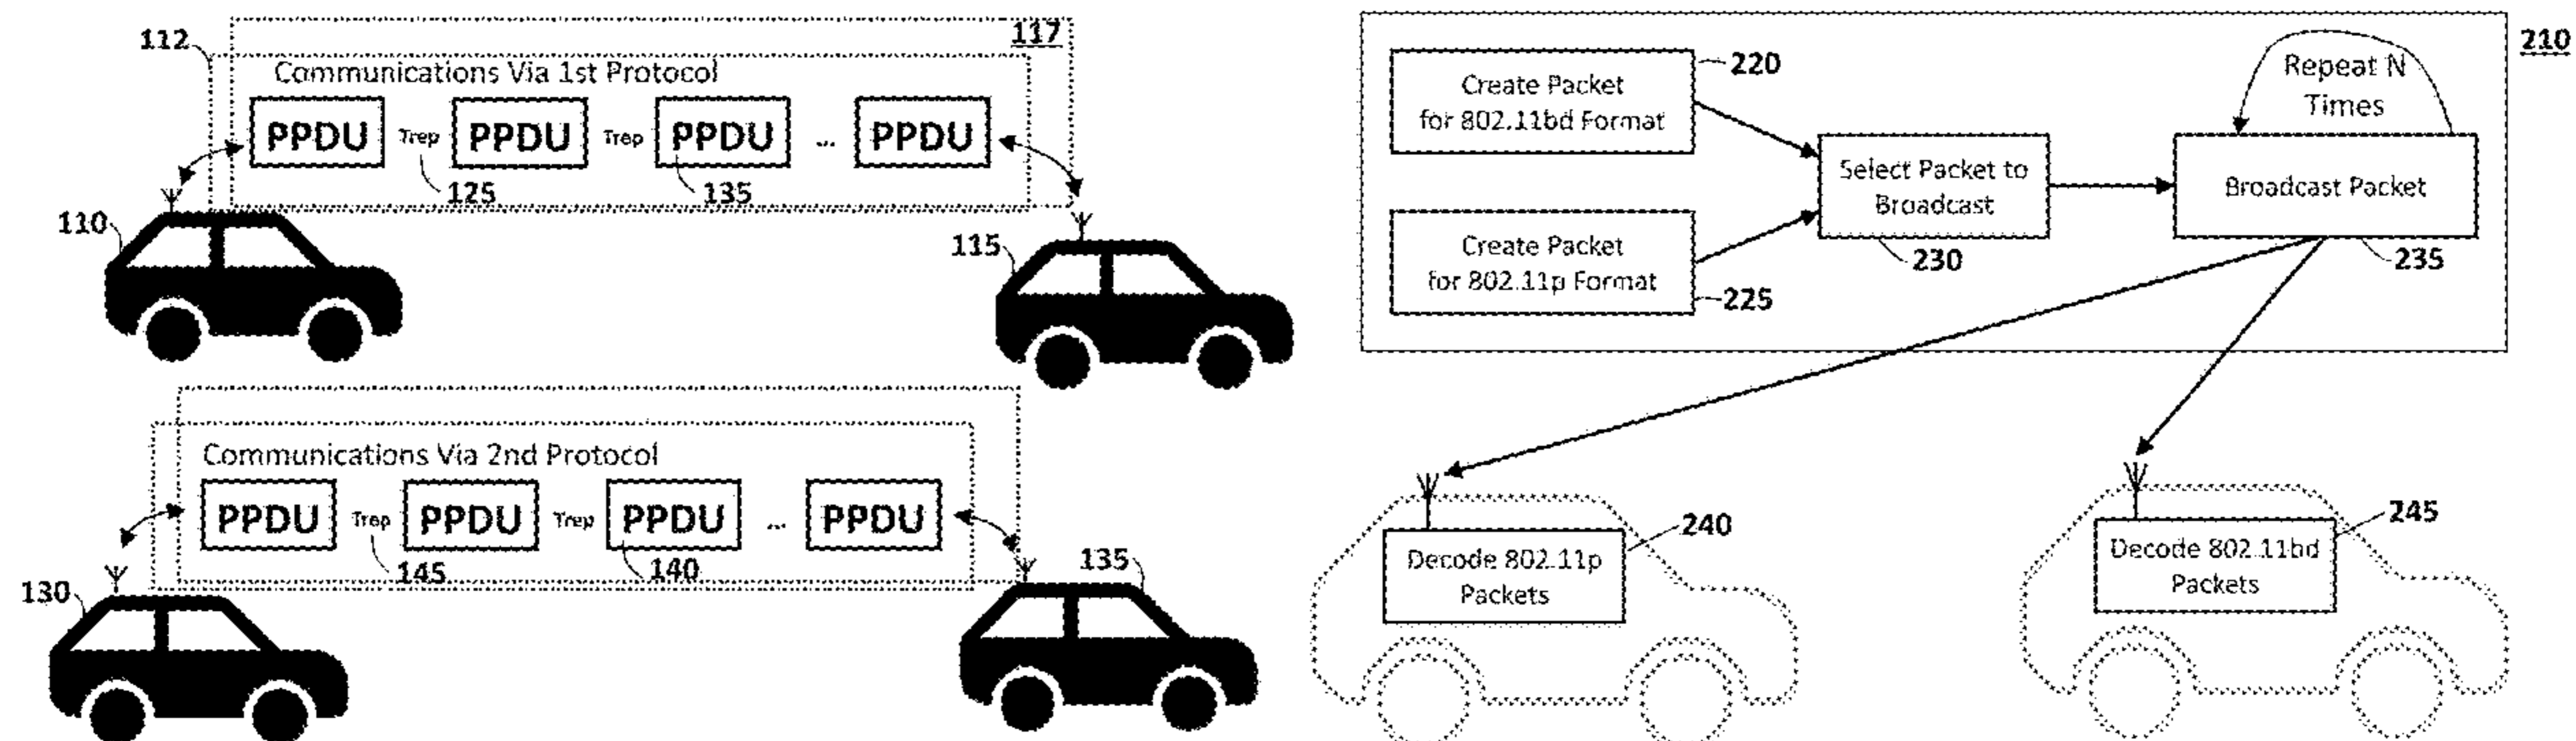 112
117
Communications Via 1st Protocol
PPDU Trep PPDU Trep PPDU ... PPDU
125
135
110
115
Communications Via 2nd Protocol
PPDU Trep PPDU Trep PPDU ... PPDU
145
140
130
135
210
Create Packet
for 802.11bd Format
220
Create Packet
for 802.11p Format
225
Select Packet to
Broadcast
230
Repeat N
Times
Broadcast Packet
235
Decode 802.11p
Packets
240
Decode 802.11bd
Packets
245